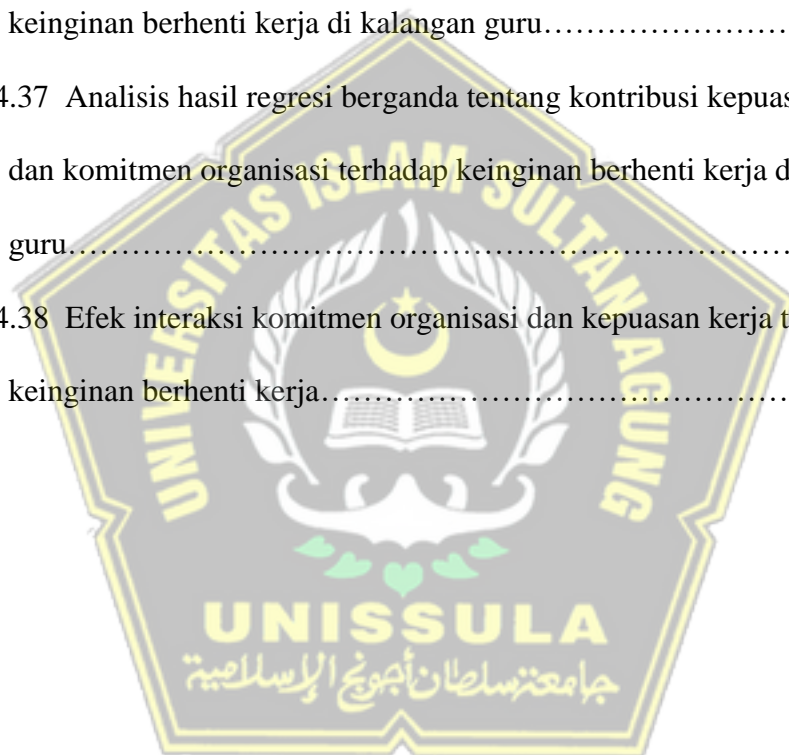 keinginan berhenti kerja di kalangan guru……………………
4.37 Analisis hasil regresi berganda tentang kontribusi kepuas
dan komitmen organisasi terhadap keinginan berhenti kerja d
guru……………………………………………………………………
4.38 Efek interaksi komitmen organisasi dan kepuasan kerja t
keinginan berhenti kerja…………………………………………
UNIVERSITAS ISLAM SULTAN AGUNG
UNISSULA
جامعة سلطان أجونج الإسلامية